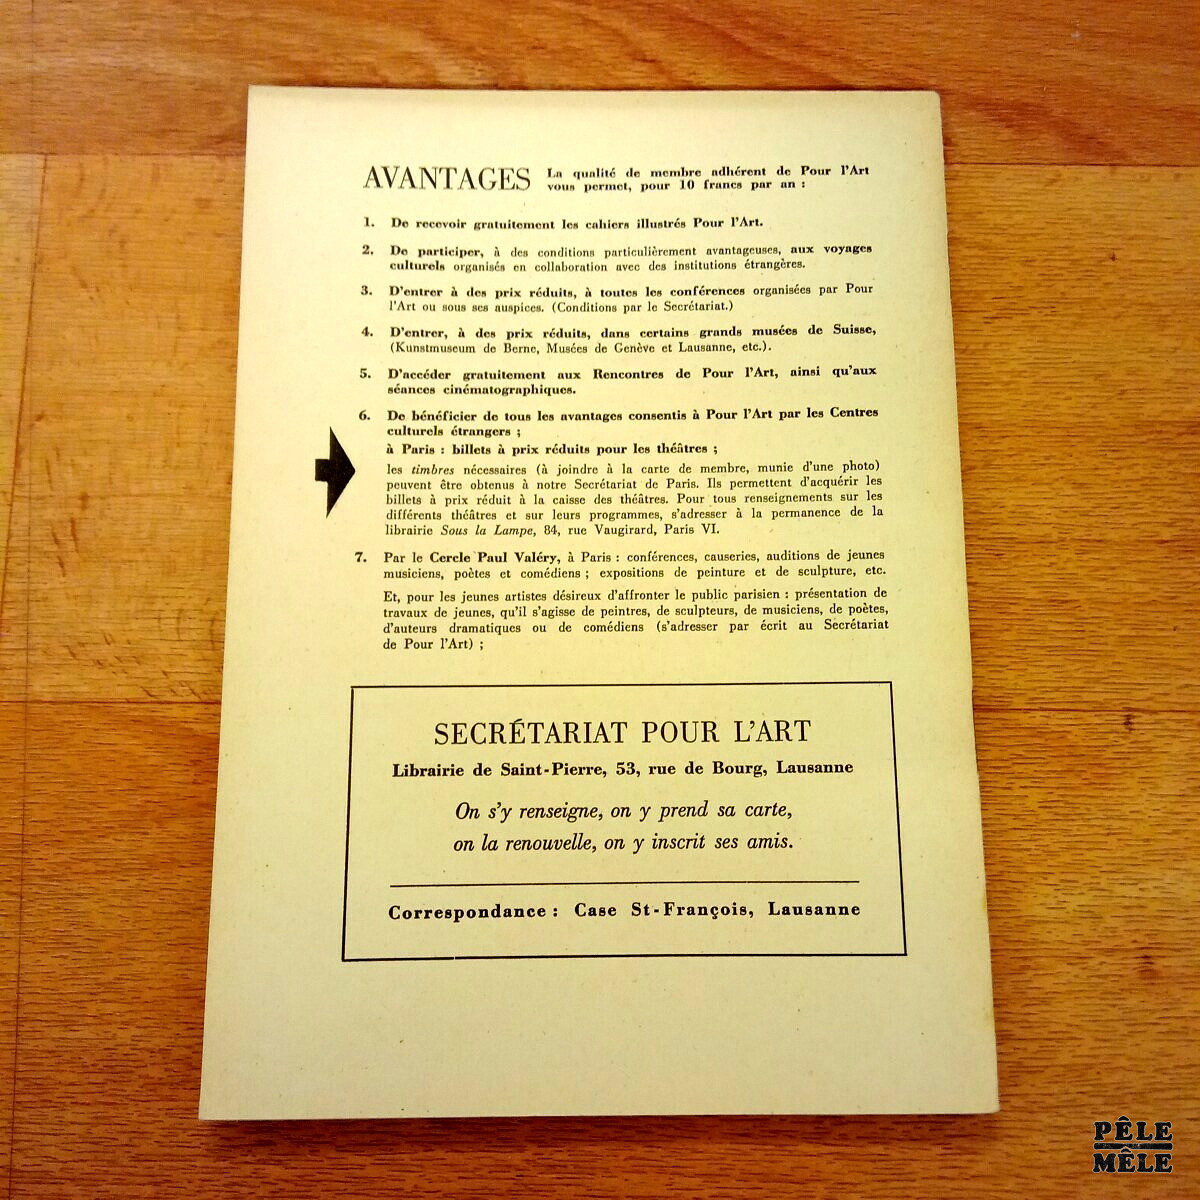 AVANTAGES La qualité de membre adhérent de Pour l'Art
vous permet, pour 10 francs par an :
1. De recevoir gratuitement les cahiers illustrés Pour l'Art.
2. De participer, à des conditions particulièrement avantageuses, aux voyages
culturels organisés en collaboration avec des institutions étrangères.
3. D'entrer à des prix réduits, à toutes les conférences organisées par Pour
l'Art ou sous ses auspices. (Conditions par le Secrétariat.)
4. D'entrer, à des prix réduits, dans certains grands musées de Suisse,
(Kunstmuseum de Berne, Musées de Genève et Lausanne, etc.).
5. D'accéder gratuitement aux Rencontres de Pour l'Art, ainsi qu'aux
séances cinématographiques.
6. De bénéficier de tous les avantages consentis à Pour l'Art par les Centres
culturels étrangers ;
à Paris : billets à prix réduits pour les théâtres ;
les timbres nécessaires (à joindre à la carte de membre, munie d'une photo)
peuvent être obtenus à notre Secrétariat de Paris. Ils permettent d'acquérir les
billets à prix réduit à la caisse des théâtres. Pour tous renseignements sur les
différents théâtres et sur leurs programmes, s'adresser à la permanence de la
librairie Sous la Lampe, 84, rue Vaugirard, Paris VI.
7. Par le Cercle Paul Valéry, à Paris : conférences, causeries, auditions de jeunes
musiciens, poètes et comédiens ; expositions de peinture et de sculpture, etc.
Et, pour les jeunes artistes désireux d'affronter le public parisien : présentation de
travaux de jeunes, qu'il s'agisse de peintres, de sculpteurs, de musiciens, de poètes,
d'auteurs dramatiques ou de comédiens (s'adresser par écrit au Secrétariat
de Pour l'Art) ;
SECRÉTARIAT POUR L'ART
Librairie de Saint-Pierre, 53, rue de Bourg, Lausanne
On s'y renseigne, on y prend sa carte,
on la renouvelle, on y inscrit ses amis.
Correspondance : Case St-François, Lausanne
PÊLE
MÊLE